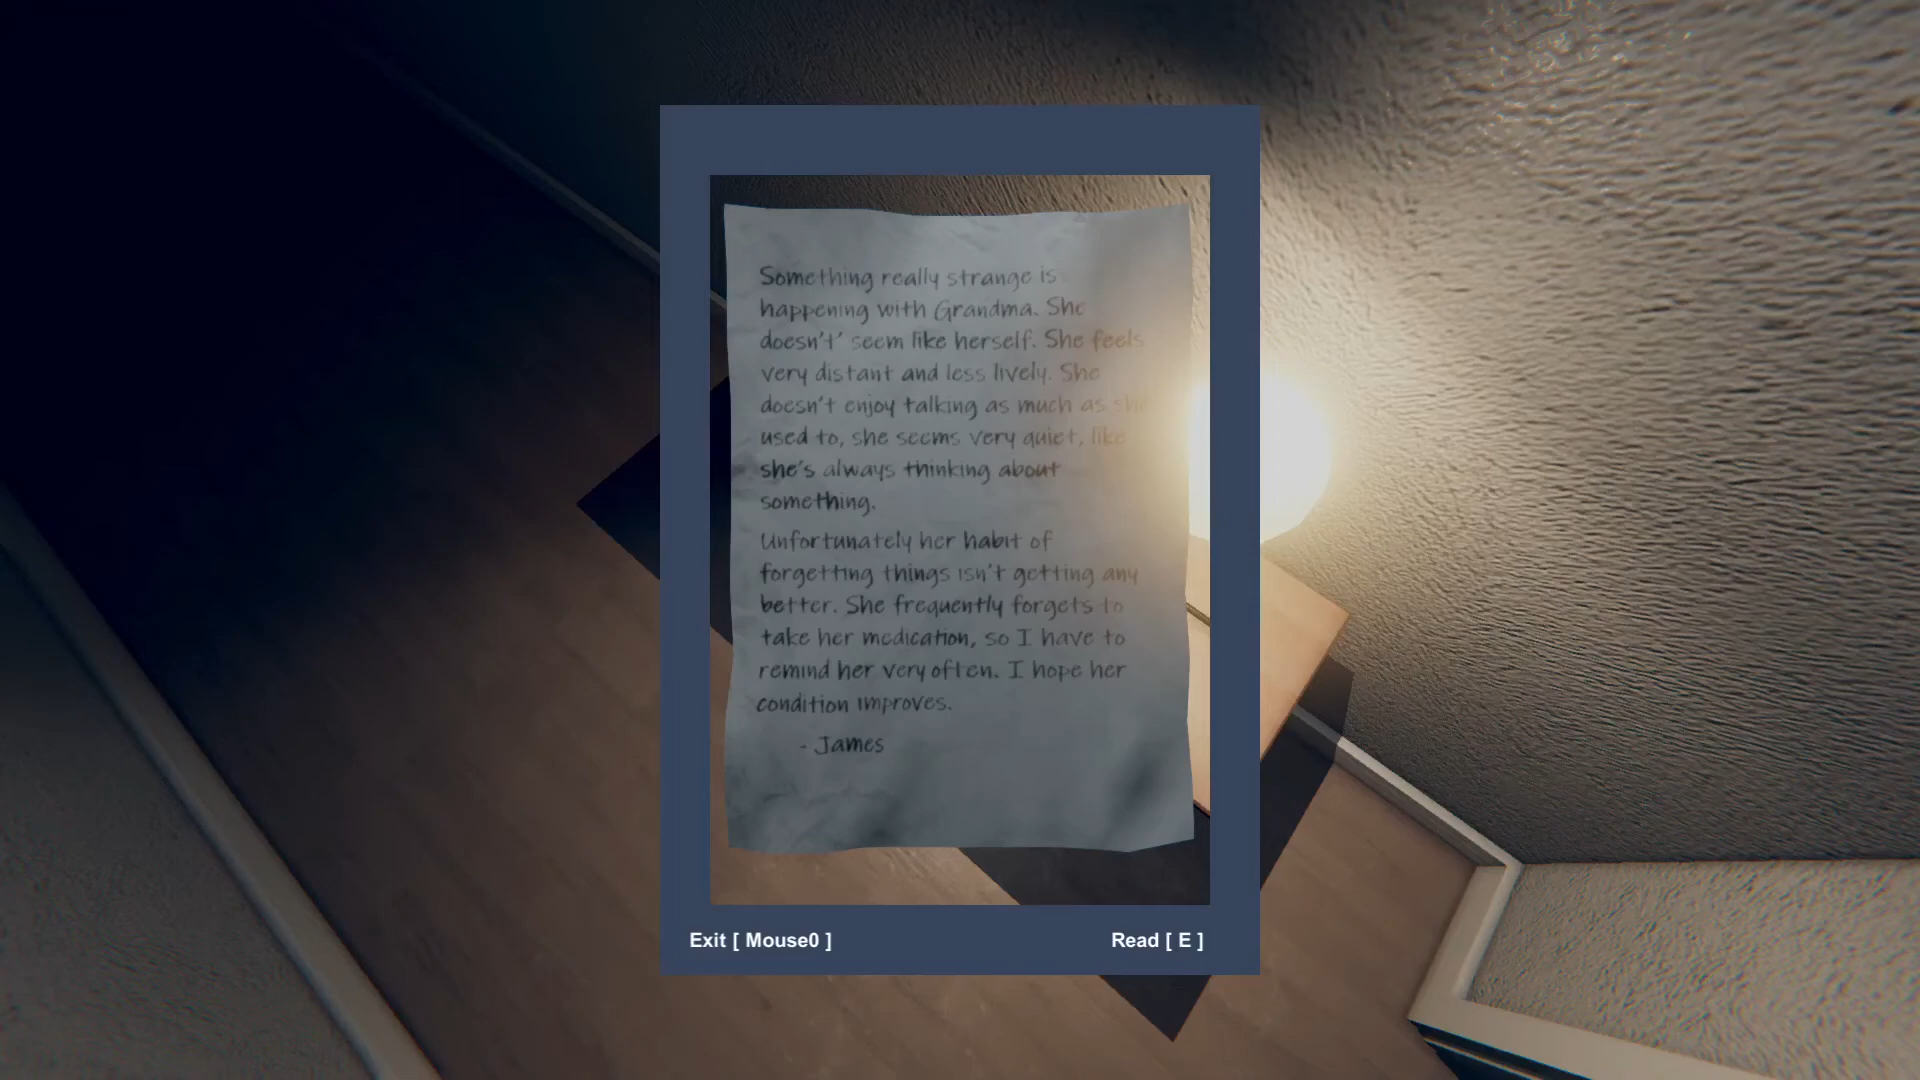 Something really strange is
happening with Grandma. She
doesn't' seem like herself. She feels
very distant and less lively. She
doesn't enjoy talking as much as she
used to, she seems very quiet, like
she's always thinking about
something.
Unfortunately her habit of
forgetting things isn't getting any
better. She frequently forgets to
take her medication, so I have to
remind her very often. I hope her
condition improves.
- James
Exit [ Mouse0 ]
Read [ E ]